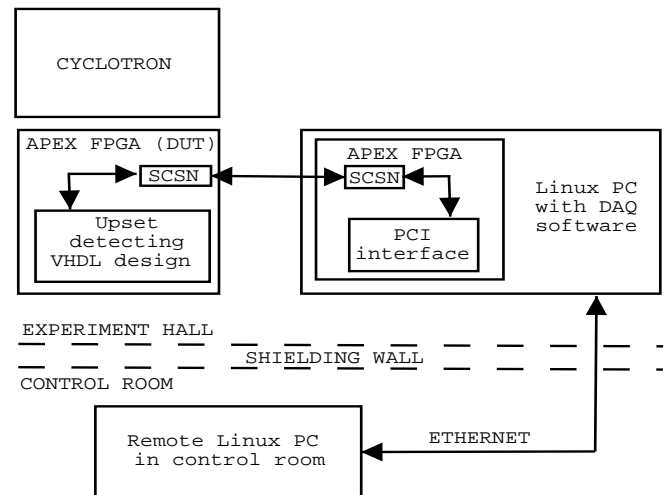 CYCLOTRON
APEX FPGA (DUT)
SCSN
Upset
detecting
VHDL design
APEX FPGA
SCSN
PCI
interface
Linux PC
with DAQ
software
EXPERIMENT HALL
SHIELDING WALL
CONTROL ROOM
Remote Linux PC
in control room
ETHERNET